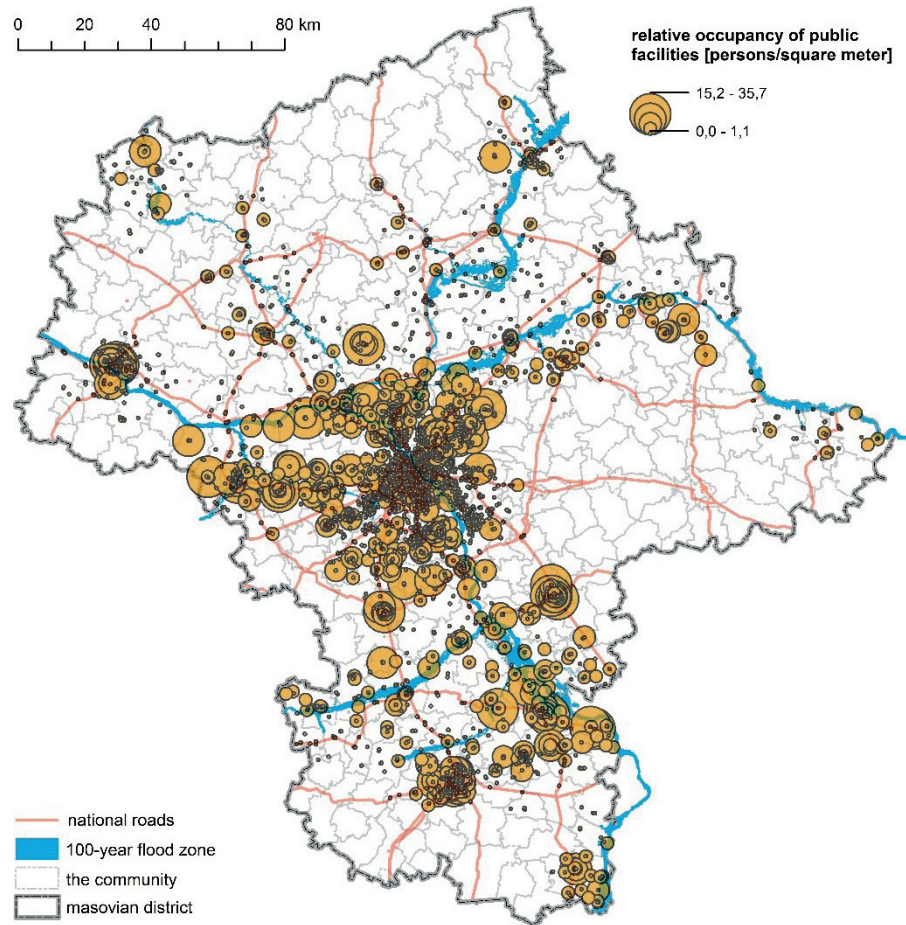 0 20 40 80 km
relative occupancy of public
facilities [persons/square meter]
15,2 - 35,7
0,0 - 1,1
national roads
100-year flood zone
the community
masovian district